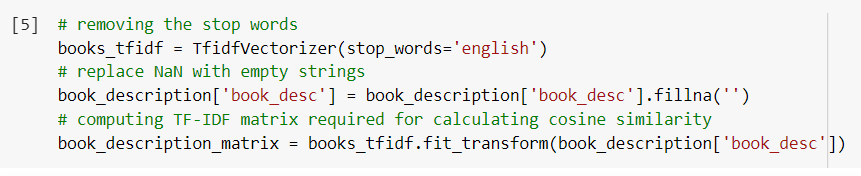 [5] # removing the stop words
books_tfidf = TfidfVectorizer(stop_words='english')
# replace NaN with empty strings
book_description['book_desc'] = book_description['book_desc'].fillna('')
# computing TF-IDF matrix required for calculating cosine similarity
book_description_matrix = books_tfidf.fit_transform(book_description['book_desc'])